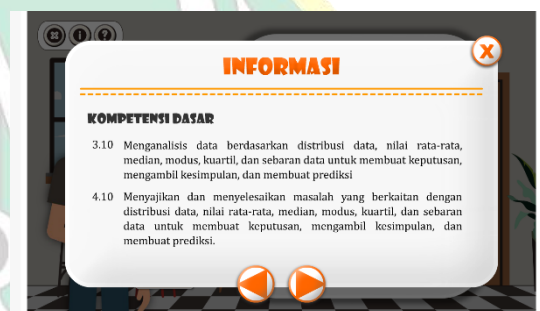 INFORMASI
X
KOMPETENSI DASAR
3.10 Menganalisis data berdasarkan distribusi data, nilai rata-rata,
median, modus, kuartil, dan sebaran data untuk membuat keputusan,
mengambil kesimpulan, dan membuat prediksi
4.10 Menyajikan dan menyelesaikan masalah yang berkaitan dengan
distribusi data, nilai rata-rata, median, modus, kuartil, dan sebaran
data untuk membuat keputusan, mengambil kesimpulan, dan
membuat prediksi.